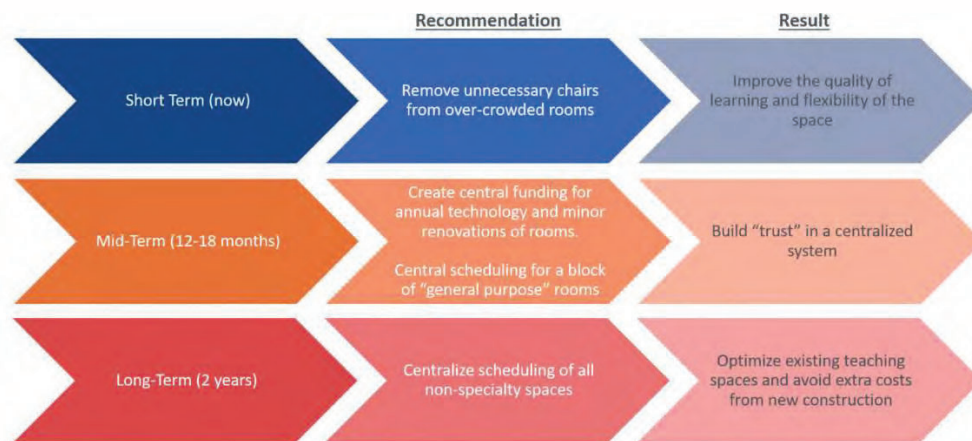 Recommendation
Result
Short Term (now)
Remove unnecessary chairs
from over-crowded rooms
Improve the quality of
learning and flexibility of the
space
Mid-Term (12-18 months)
Create central funding for
annual technology and minor
renovations of rooms.
Central scheduling for a block
of “general purpose” rooms
Build “trust” in a centralized
system
Long-Term (2 years)
Centralize scheduling of all
non-specialty spaces
Optimize existing teaching
spaces and avoid extra costs
from new construction